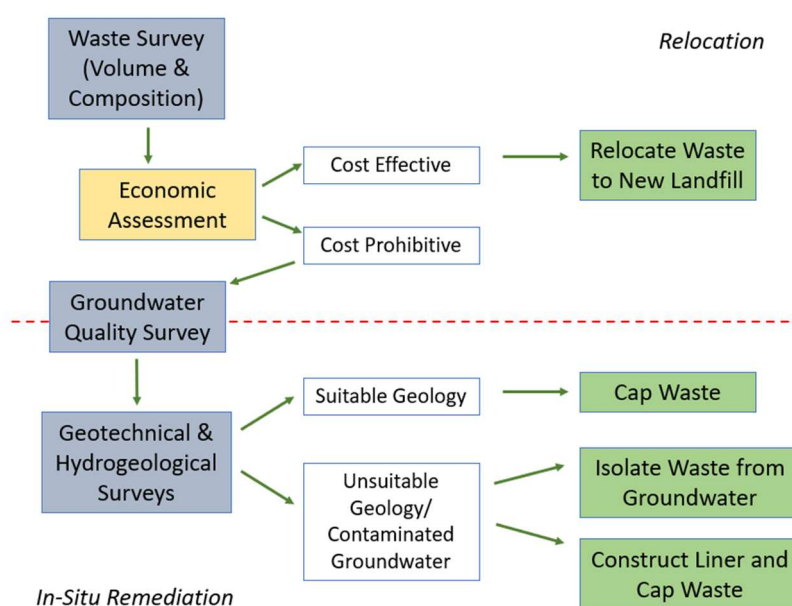 Waste Survey
(Volume &
Composition)
Relocation
Cost Effective
Relocate Waste
to New Landfill
Economic
Assessment
Cost Prohibitive
Groundwater
Quality Survey
Suitable Geology
Cap Waste
Geotechnical &
Hydrogeological
Surveys
Unsuitable
Geology/
Contaminated
Groundwater
Isolate Waste from
Groundwater
Construct Liner and
Cap Waste
In-Situ Remediation